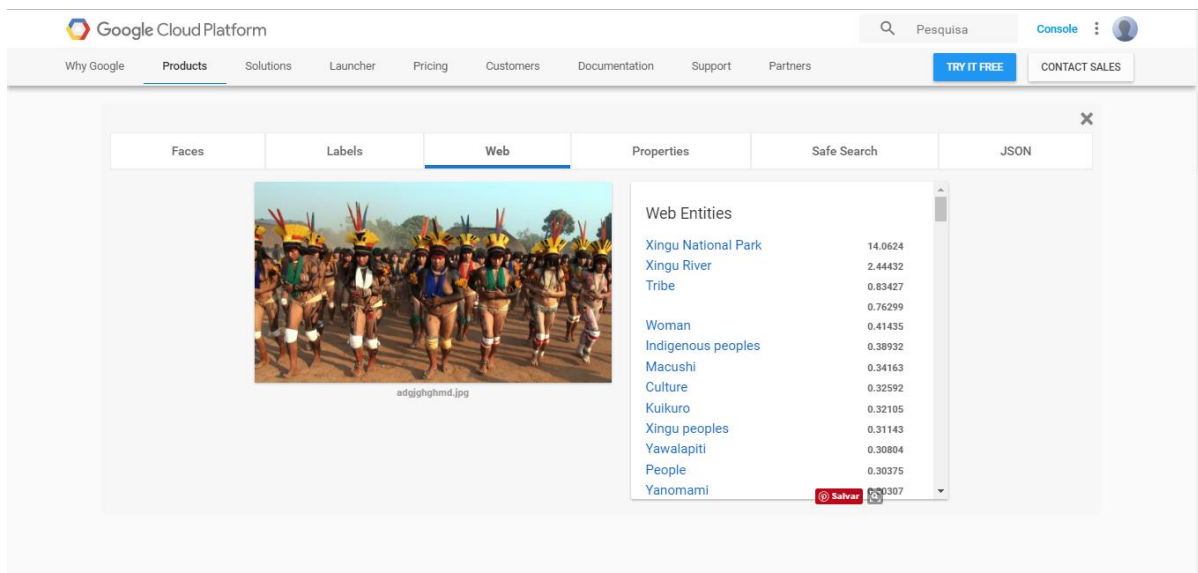 Google Cloud Platform
Pesquisa
Console
Why Google Products Solutions Launcher Pricing Customers Documentation Support Partners TRY IT FREE CONTACT SALES
Faces Labels Web Properties Safe Search JSON
Web Entities
Xingu National Park 14.0624
Xingu River 2.44432
Tribe 0.83427
0.76299
Woman 0.41435
Indigenous peoples 0.38932
Macushi 0.34163
Culture 0.32592
Kuikuro 0.32105
Xingu peoples 0.31143
Yawalapiti 0.30804
People 0.30375
Yanomami
Salvar
adgjghghmd.jpg